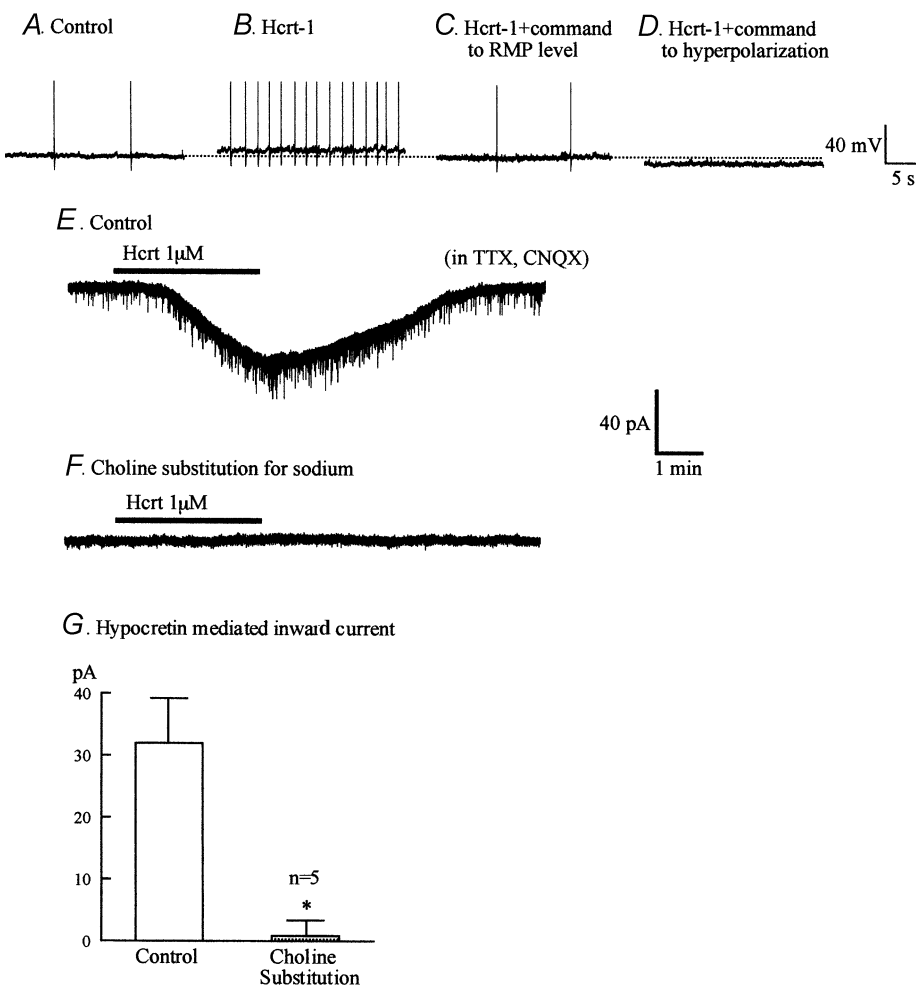 A. Control
B. Hcrt-1
C. Hcrt-1+command
to RMP level
D. Hcrt-1+command
to hyperpolarization
40 mV
5 s
E. Control
Hcrt 1µM
(in TTX, CNQX)
40 pA
1 min
F. Choline substitution for sodium
Hcrt 1µM
G. Hypocretin mediated inward current
pA
40
30
20
10
0
n=5
*
Control
Choline
Substitution